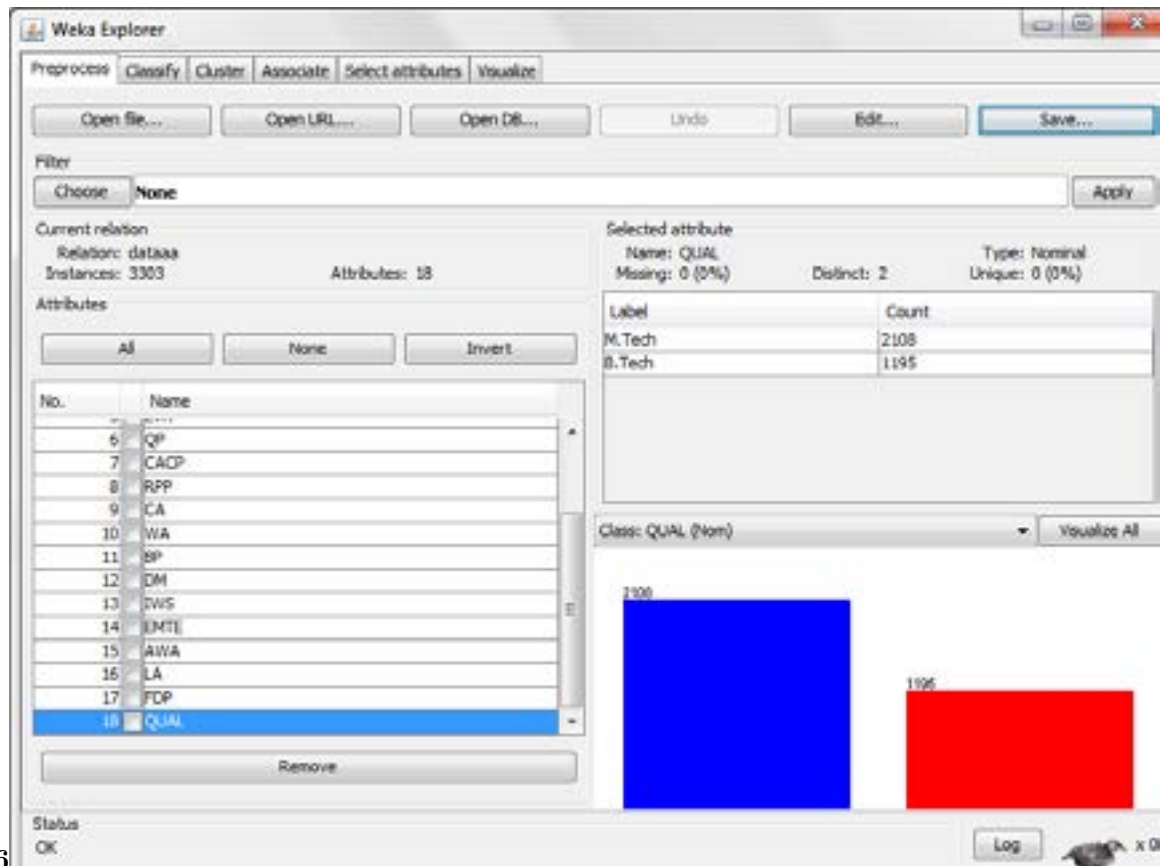 Weka Explorer
Preprocess Classify Cluster Associate Select attributes Visualize
Open file... Open URL... Open DB... Undo Edit... Save...
Filter
Choose None Apply
Current relation
Relation: dataaa
Instances: 3303 Attributes: 18
Selected attribute
Name: QUAL Type: Nominal
Missing: 0 (0%) Distinct: 2 Unique: 0 (0%)
Attributes
All None Invert
Label Count
M.Tech 2108
B.Tech 1195
No. Name
6 QP
7 CACP
8 RPP
9 CA
10 WA
11 BP
12 DM
13 IWS
14 EMTE
15 AWA
16 LA
17 FDP
18 QUAL
Remove
Class: QUAL (Nom) Visualize All
2108
1195
Status
OK
Log x 0
6